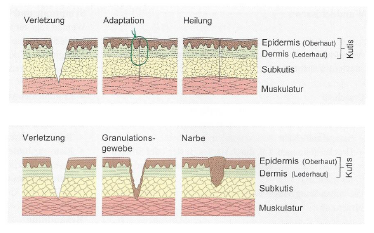 Verletzung Adaptation Heilung
Epidermis (Oberhaut)
Dermis (Lederhaut)
Kutis
Subkutis
Muskulatur
Verletzung Granulations-
gewebe Narbe
Epidermis (Oberhaut)
Dermis (Lederhaut)
Kutis
Subkutis
Muskulatur